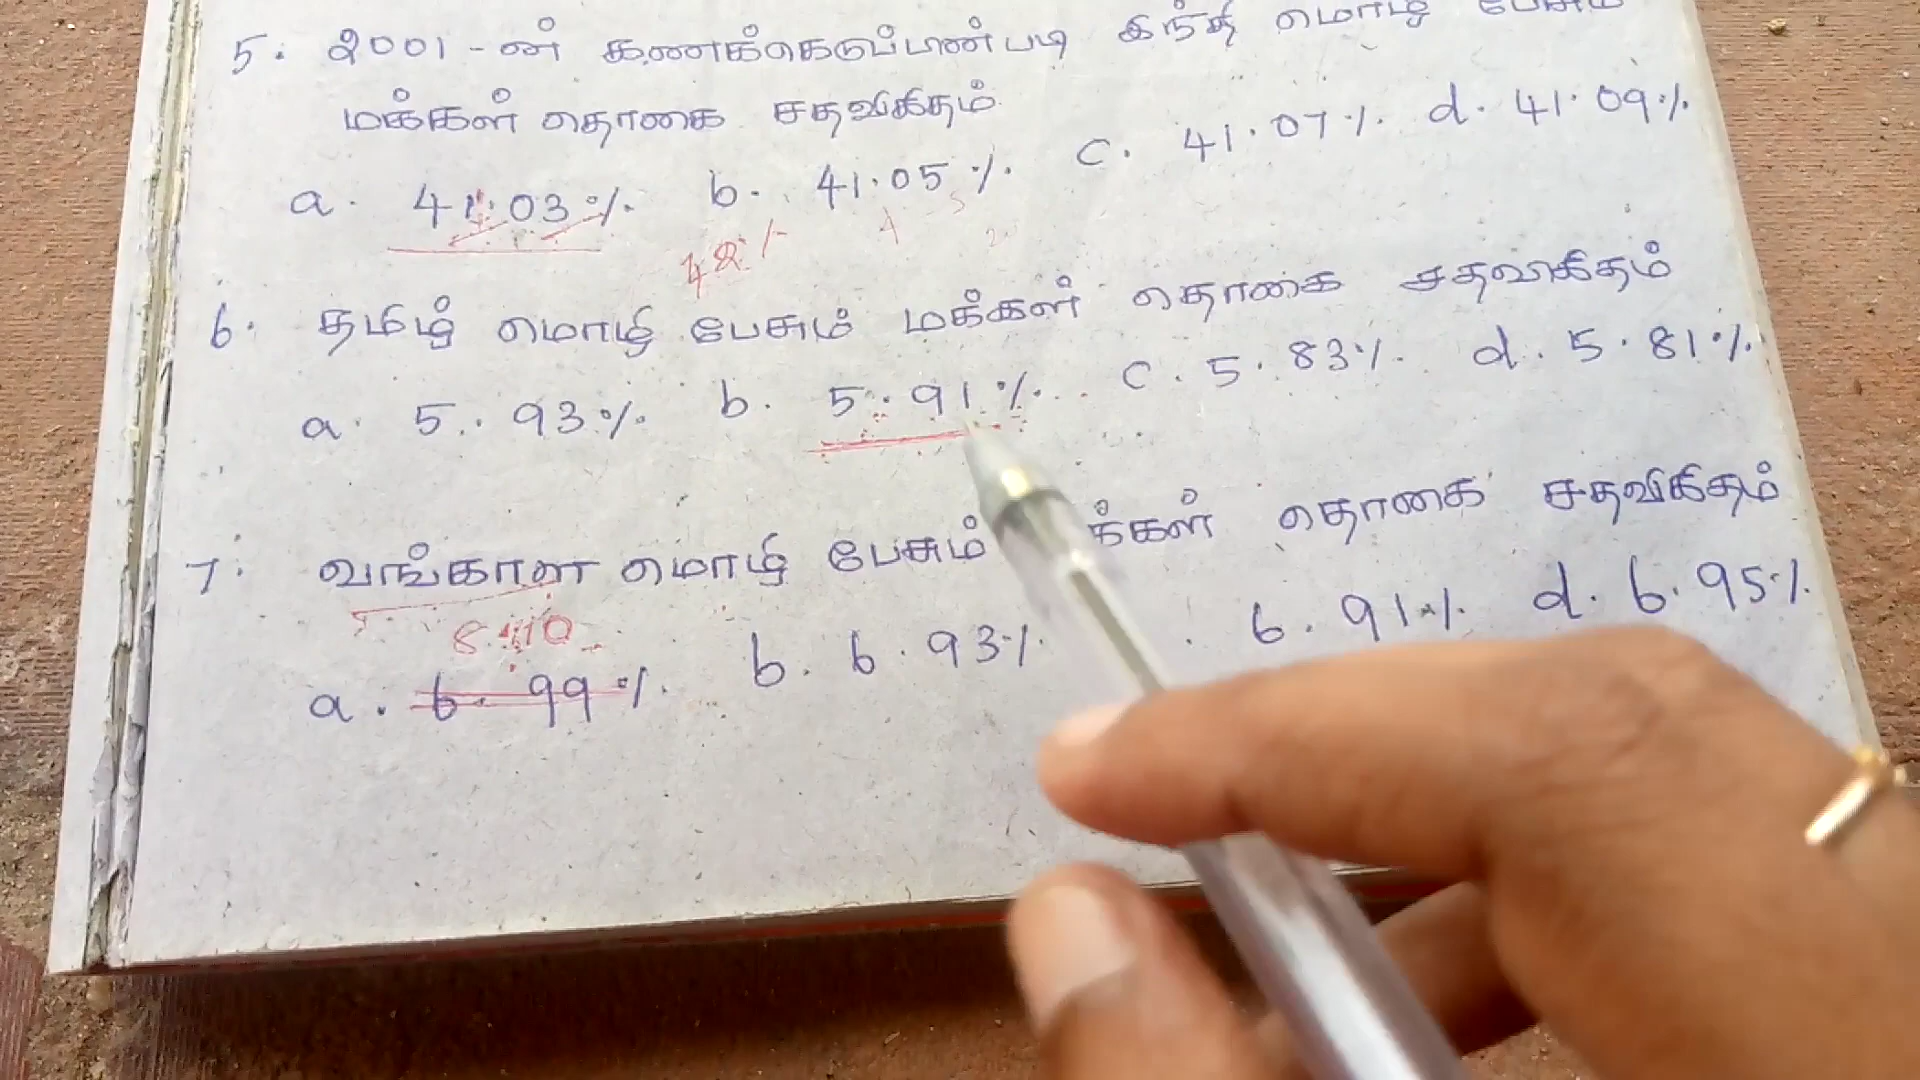 5. 2001 - ன் கணக்கெடுப்பின் படி இந்தி மொழி பேசும்
மக்கள் தொகை சதவிகிதம்
a. 41.03% b. 41.05% c. 41.07% d. 41.09%
42%
6. தமிழ் மொழி பேசும் மக்கள் தொகை சதவிகிதம்
a. 5.93% b. 5.91% c. 5.83% d. 5.81%
7. வங்காள மொழி பேசும் க்கள் தொகை சதவிகிதம்
8.110
a. 6.99% b. 6.93% 6.91% d. 6.95%